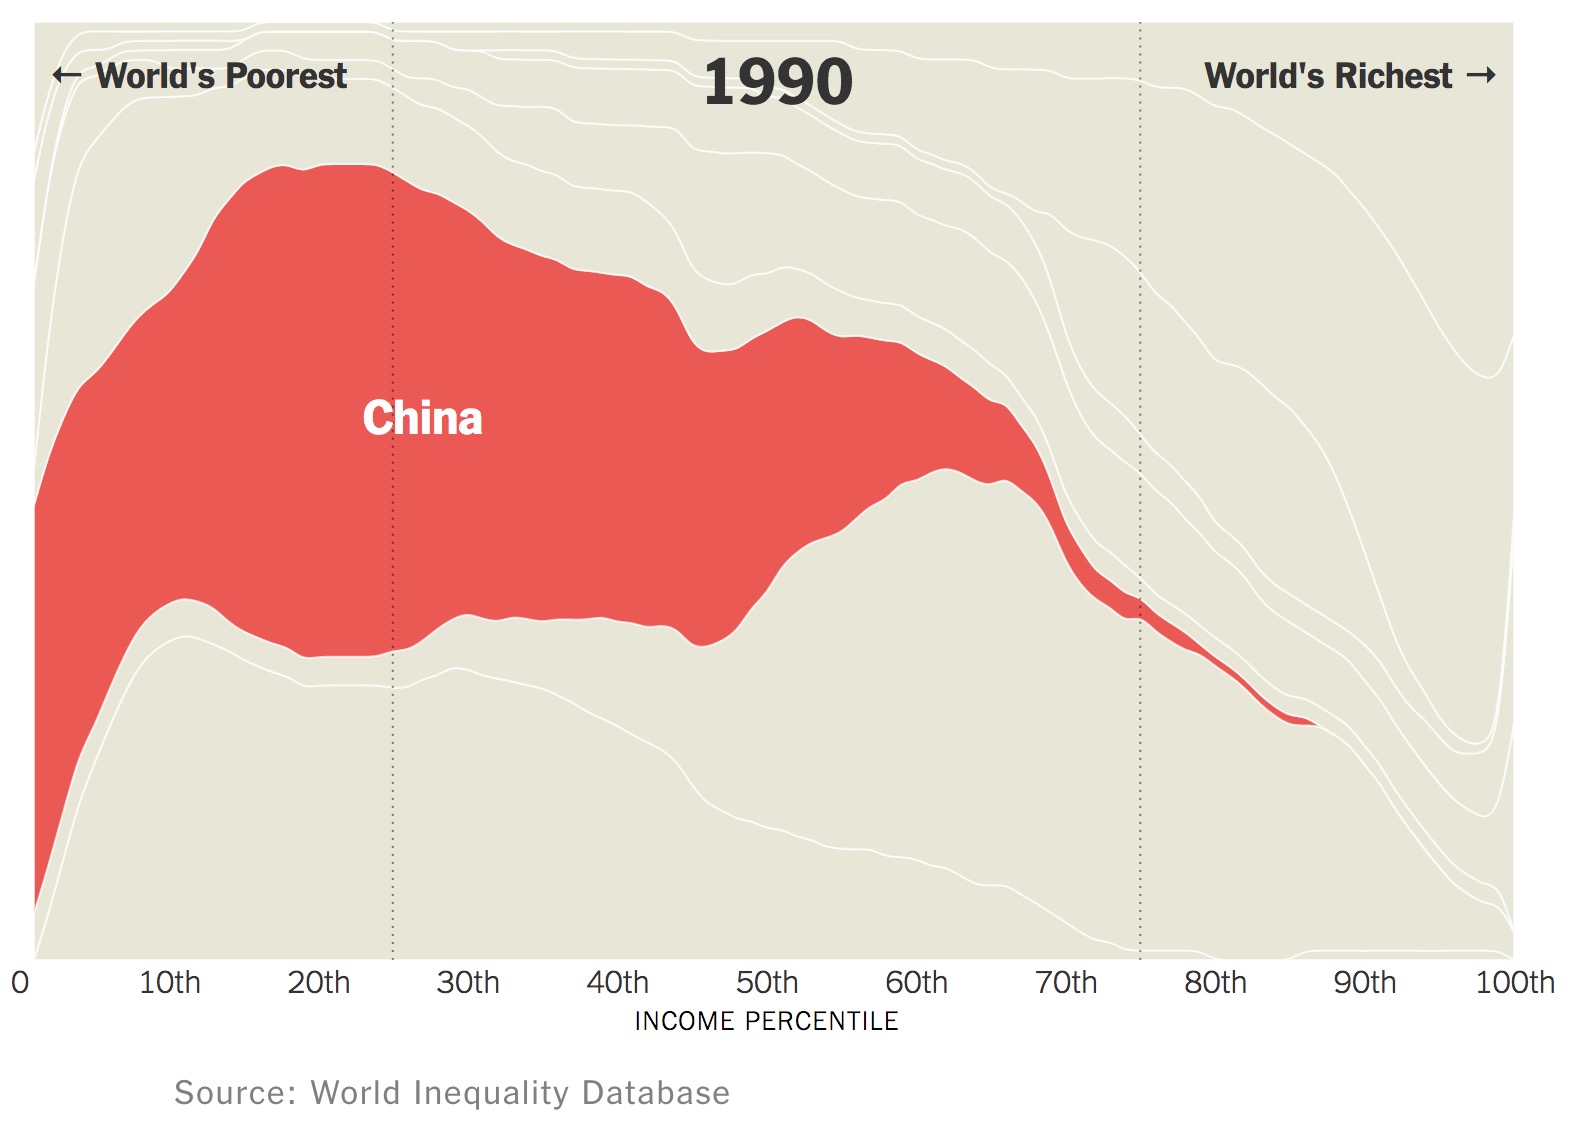 ← World's Poorest
1990
World's Richest →
China
0 10th 20th 30th 40th 50th 60th 70th 80th 90th 100th
INCOME PERCENTILE
Source: World Inequality Database